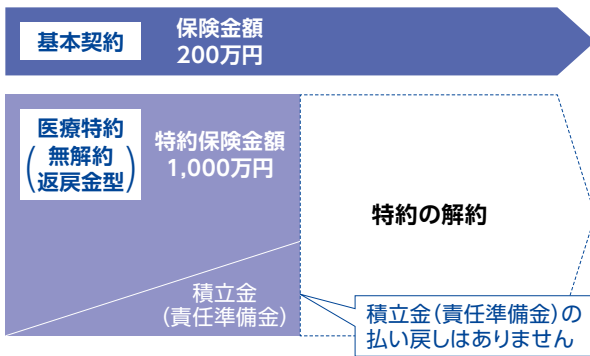 基本契約
保険金額
200万円
医療特約
(無解約
返戻金型)
特約保険金額
1,000万円
特約の解約
積立金
(責任準備金)
積立金(責任準備金)の
払い戻しはありません